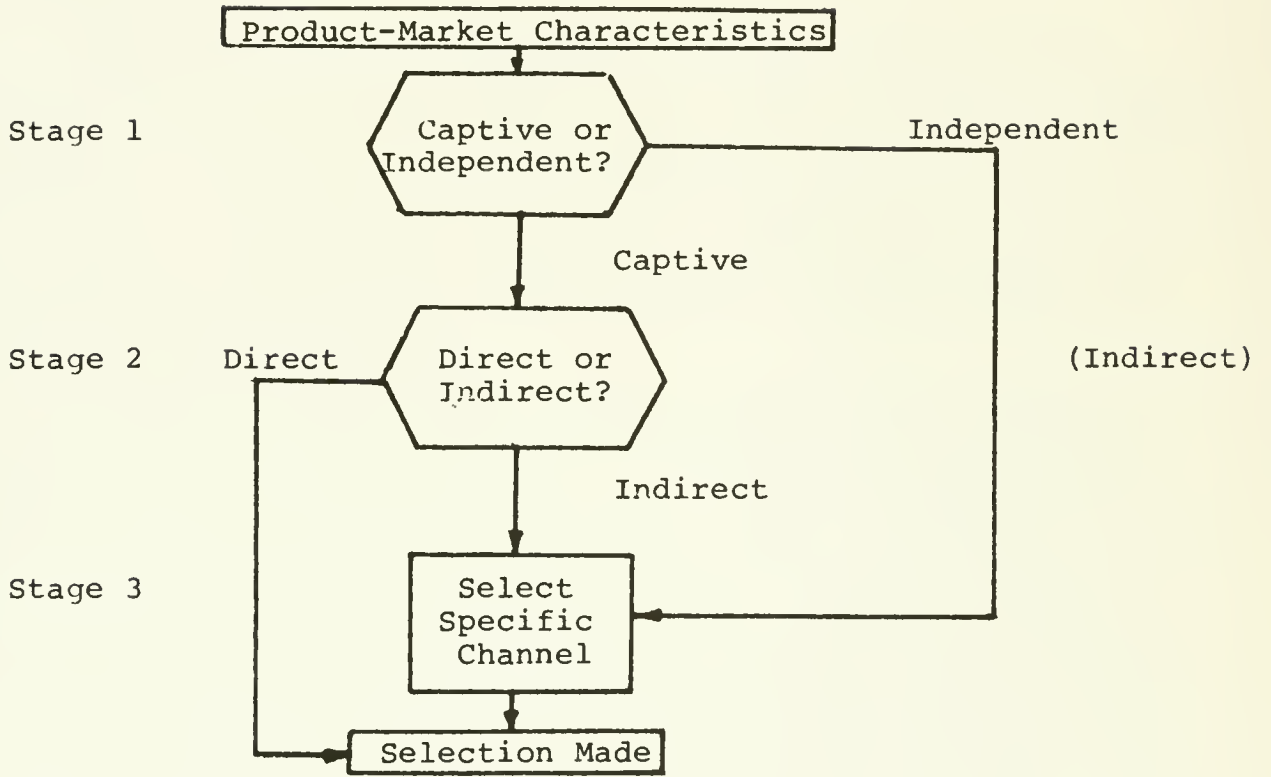 Product-Market Characteristics
Stage 1
Captive or
Independent?
Independent
Captive
Stage 2
Direct
Direct or
Indirect?
(Indirect)
Indirect
Stage 3
Select
Specific
Channel
Selection Made